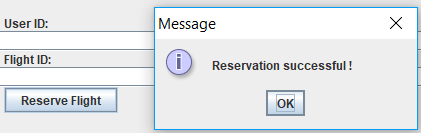 User ID:
Flight ID:
Reserve Flight
Message
Reservation successful !
OK